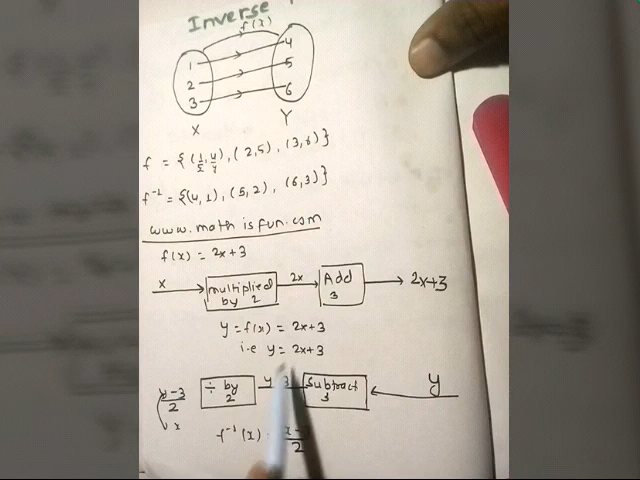 Inverse
f(x)
1 4
2 5
3 6
X Y
f = {(1/x, 4/y), (2,5), (3,6)}
f⁻¹ = {(4,1), (5,2), (6,3)}
www.mathisfun.com
f(x) = 2x+3
x multiplied by 2 2x Add 3 2x+3
y = f(x) = 2x+3
i.e y = 2x+3
y-3/2 ÷ by 2 Subtract 3 y
x
f⁻¹(x) =